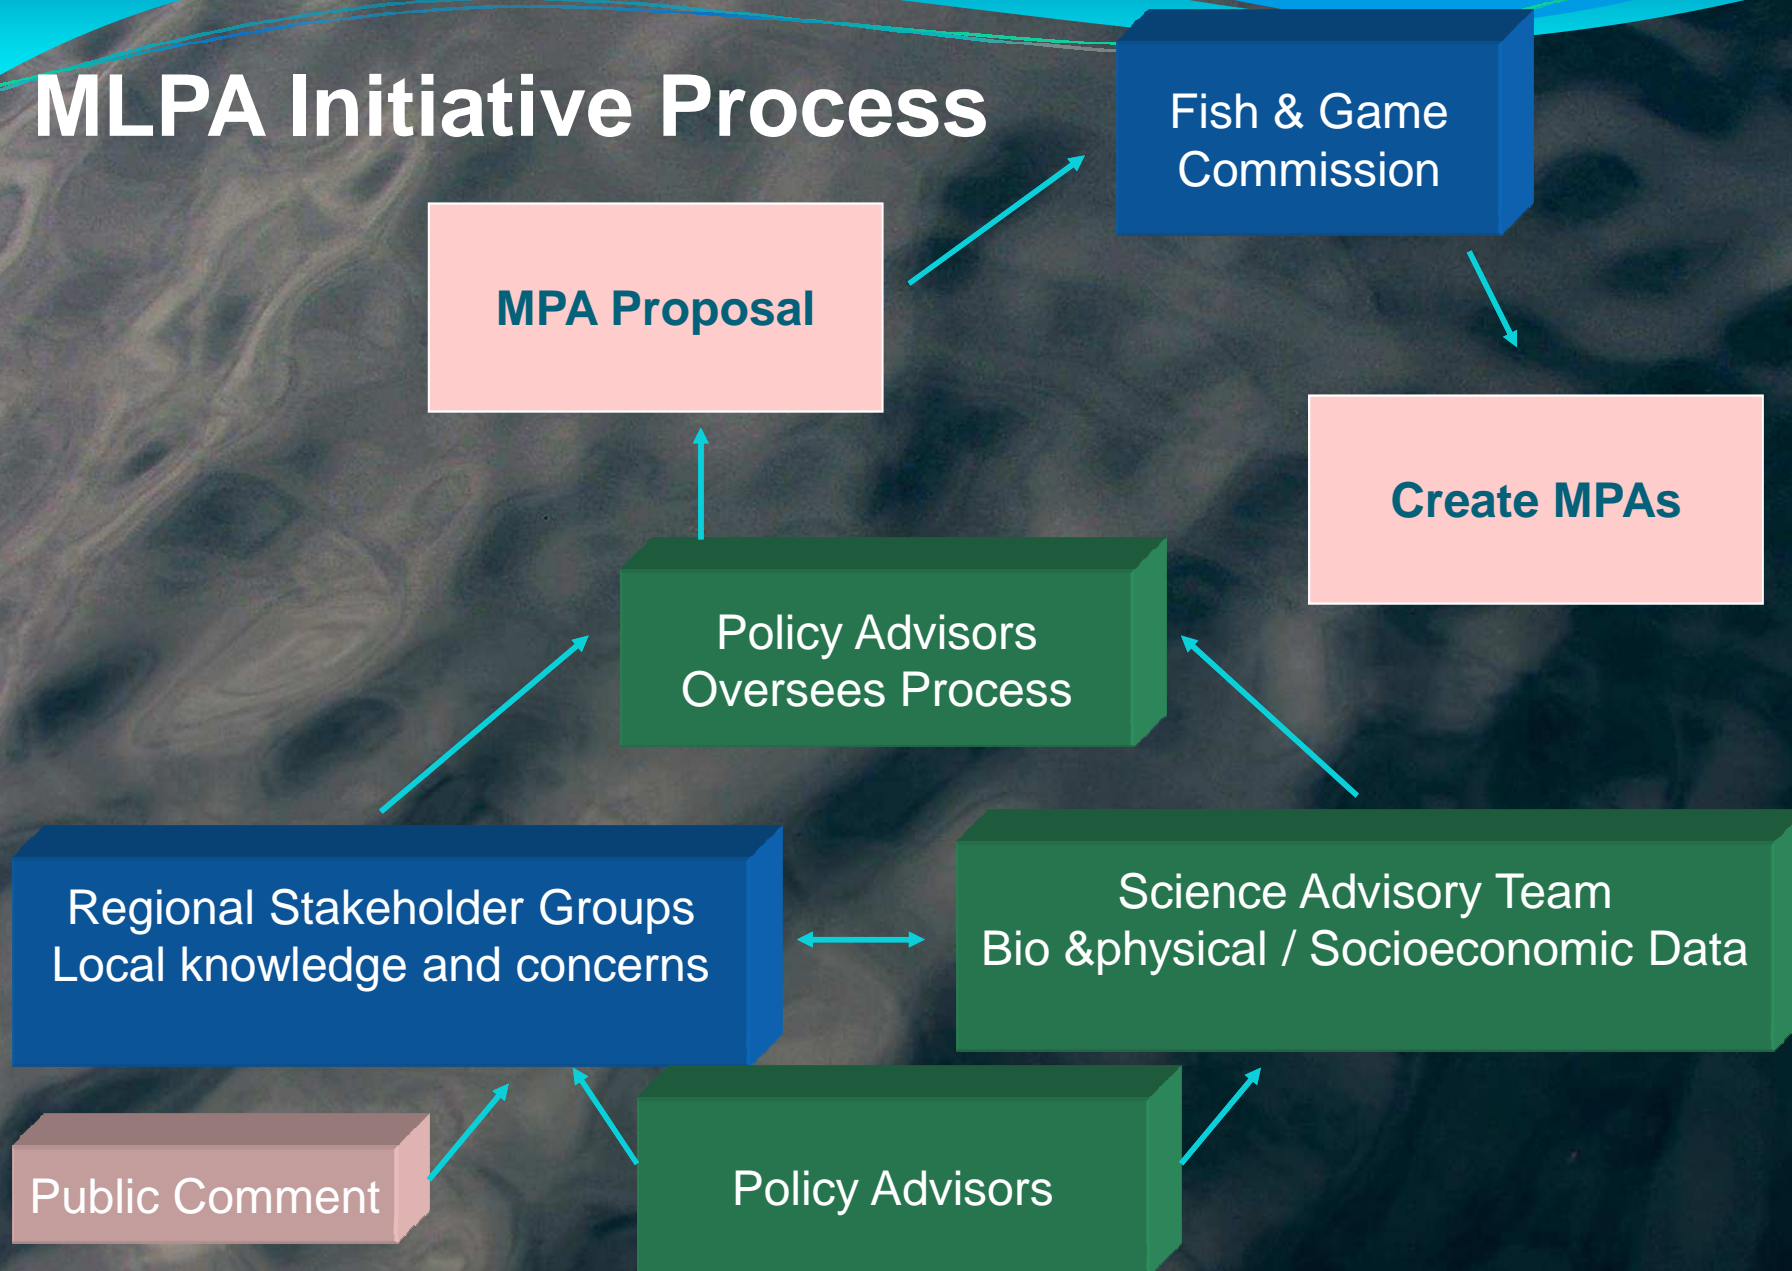 MLPA Initiative Process
Fish & Game
Commission
MPA Proposal
Create MPAs
Policy Advisors
Oversees Process
Regional Stakeholder Groups
Local knowledge and concerns
Science Advisory Team
Bio &physical / Socioeconomic Data
Public Comment
Policy Advisors